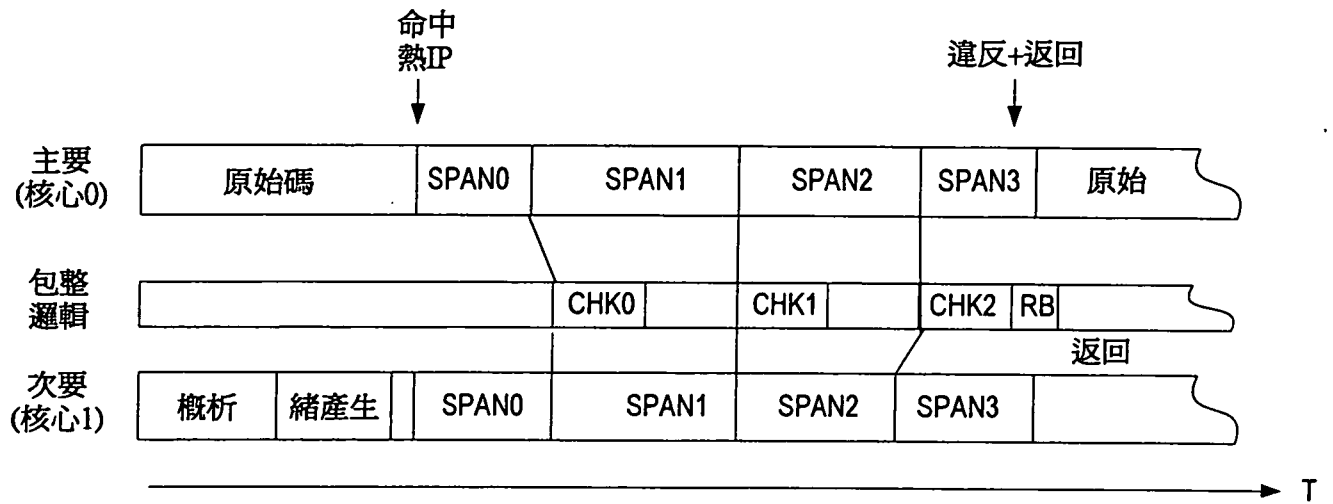 命中
熱IP
違反+返回
主要
(核心0)
原始碼
SPAN0
SPAN1
SPAN2
SPAN3
原始
包整
邏輯
CHK0
CHK1
CHK2
RB
返回
次要
(核心1)
概析
緒產生
SPAN0
SPAN1
SPAN2
SPAN3
T